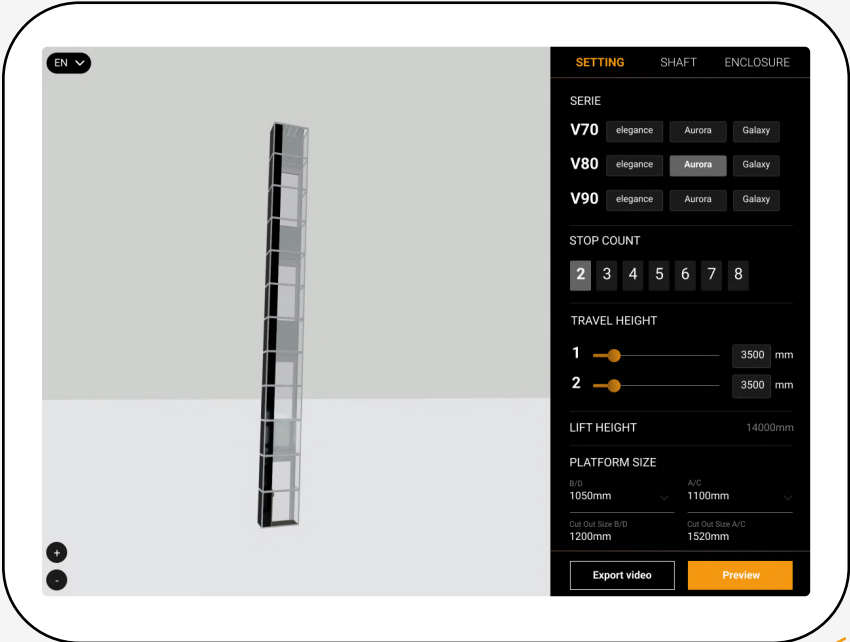 EN
SETTING SHAFT ENCLOSURE
SERIE
V70 elegance Aurora Galaxy
V80 elegance Aurora Galaxy
V90 elegance Aurora Galaxy
STOP COUNT
2 3 4 5 6 7 8
TRAVEL HEIGHT
1 3500 mm
2 3500 mm
LIFT HEIGHT 14000mm
PLATFORM SIZE
B/D A/C
1050mm 1100mm
Cut Out Size B/D Cut Out Size A/C
1200mm 1520mm
+
-
Export video Preview